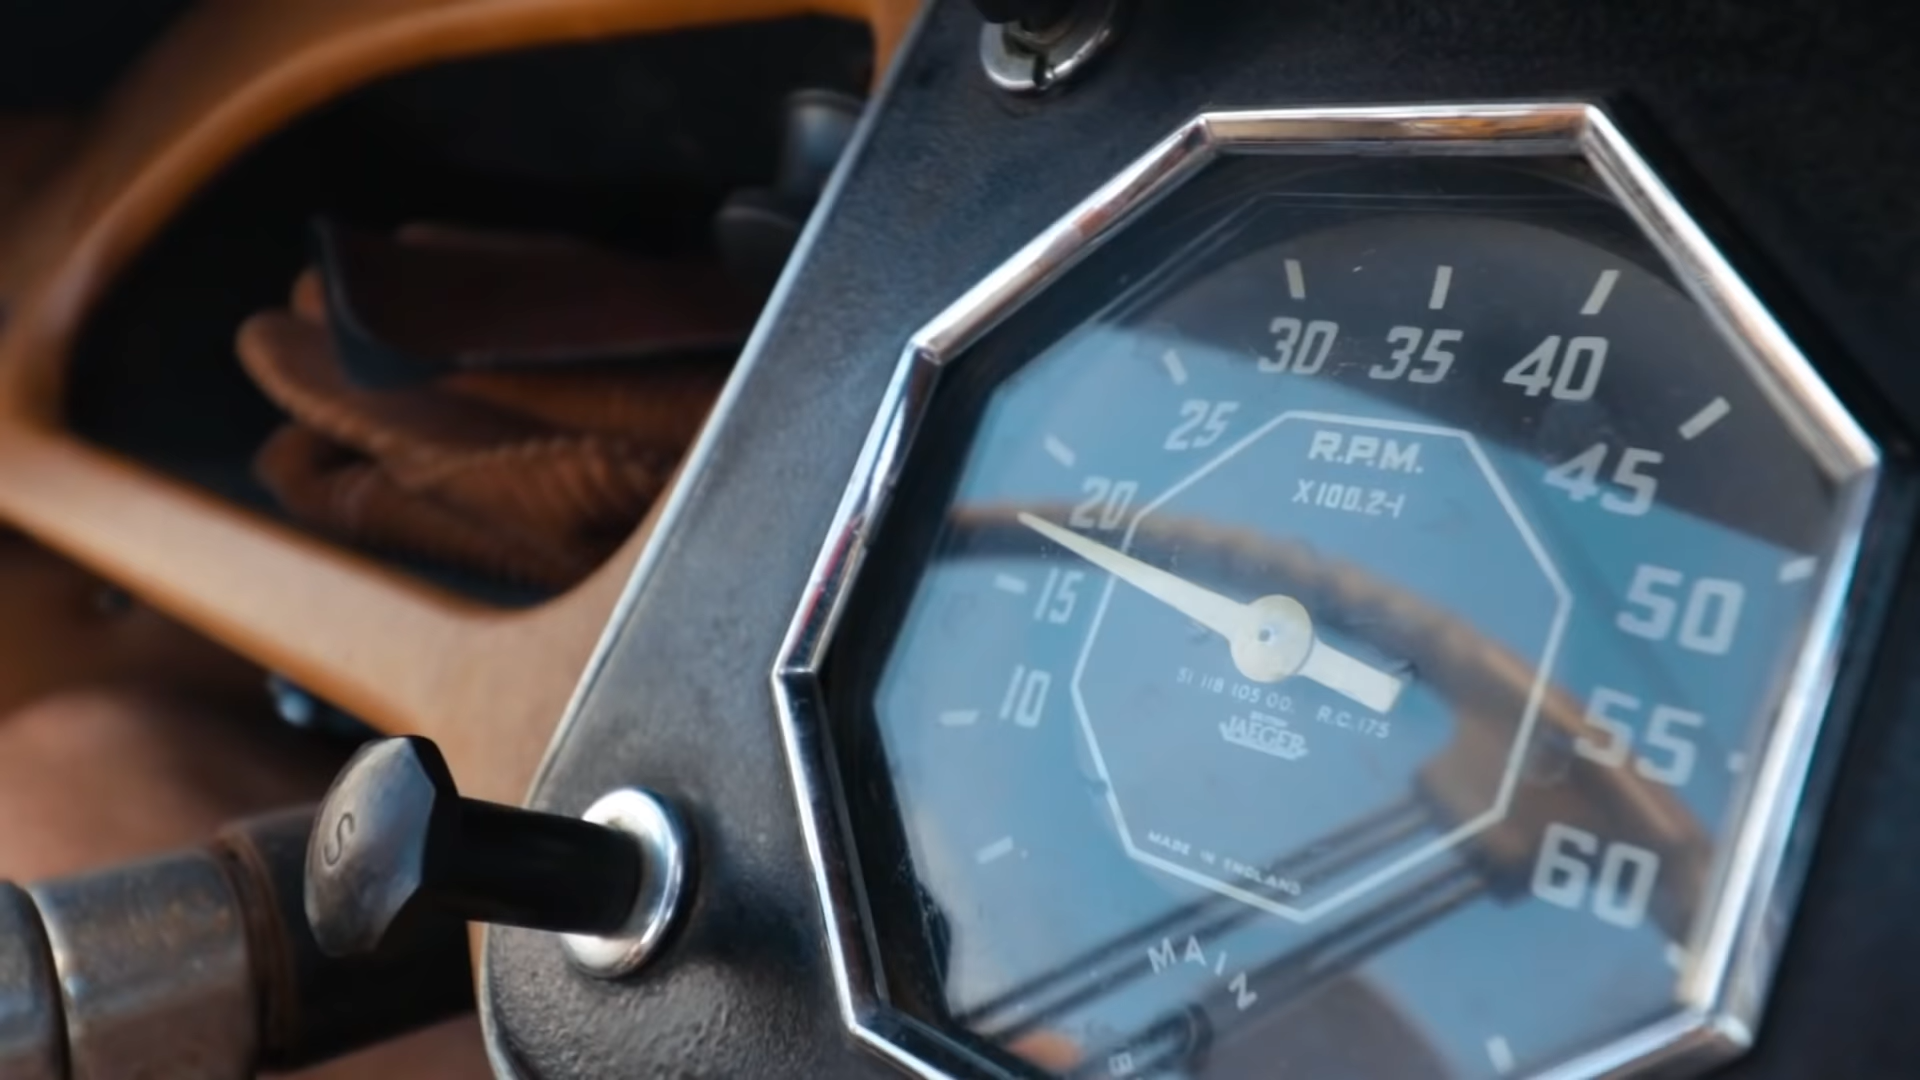 30 35 40
25
45
R.P.M.
X100.2-1
20
50
15
10
51 118 105 00. R.C.175
BRITISH
JAEGER
55
S
MADE IN ENGLAND
60
MAIN
B